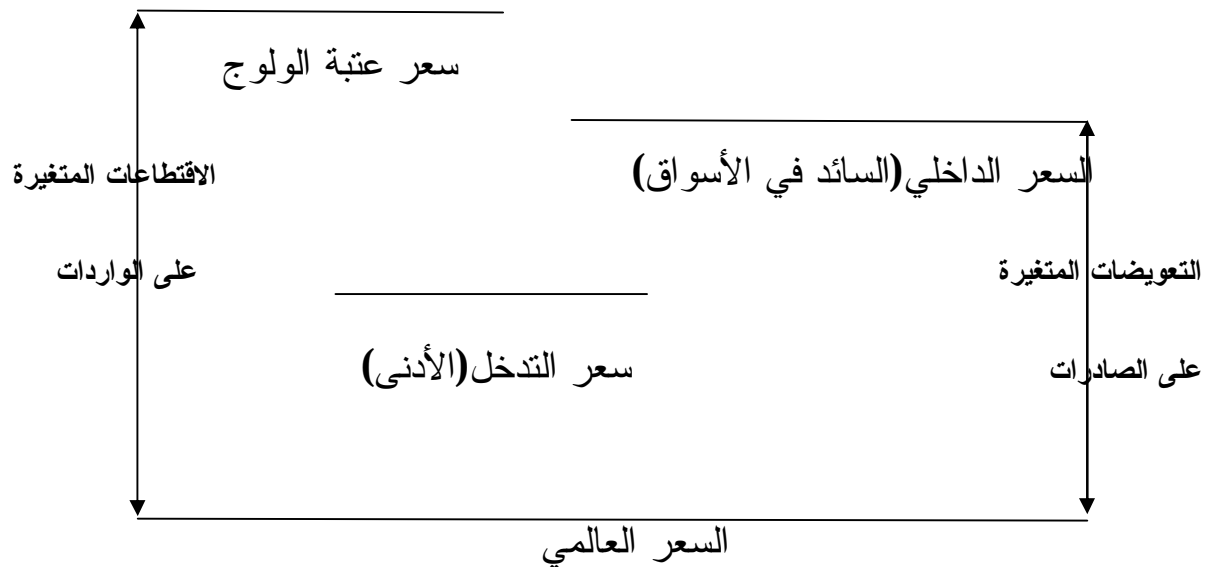 سعر عتبة الولوج
السعر الداخلي(السائد في الأسواق)
الاقتطاعات المتغيرة
على الواردات
التعويضات المتغيرة
على الصادرات
سعر التدخل(الأدنى)
السعر العالمي